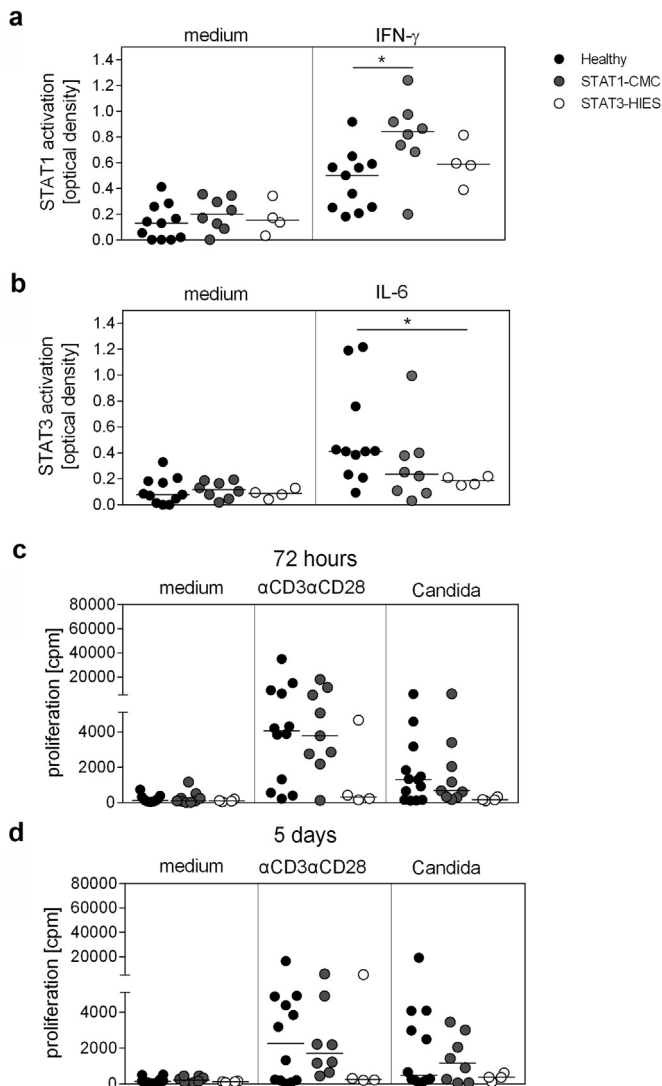 a
medium
IFN-γ
*
STAT1 activation
[optical density]
1.4
1.2
1.0
0.8
0.6
0.4
0.2
0.0
Healthy
STAT1-CMC
STAT3-HIES
b
medium
IL-6
*
STAT3 activation
[optical density]
1.4
1.2
1.0
0.8
0.6
0.4
0.2
0.0
c
72 hours
medium
αCD3αCD28
Candida
proliferation [cpm]
80000
60000
40000
20000
4000
2000
0
d
5 days
medium
αCD3αCD28
Candida
proliferation [cpm]
80000
60000
40000
20000
4000
2000
0